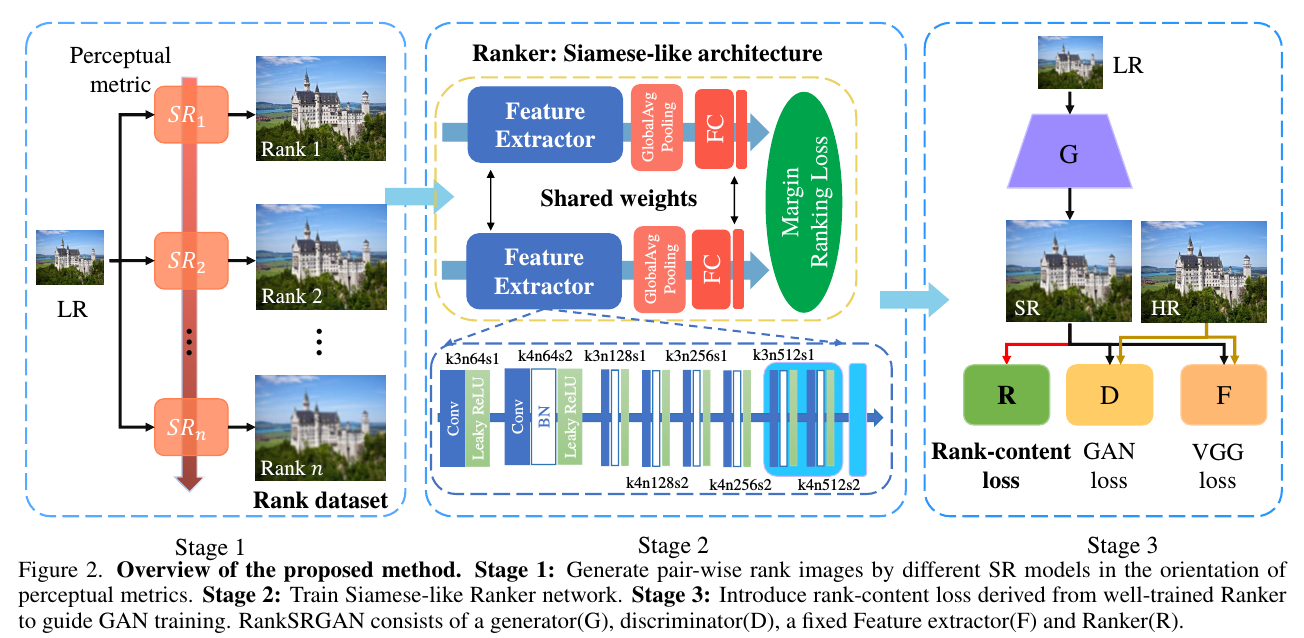 Perceptual
metric
SR1
Rank 1
LR
SR2
Rank 2
SRn
Rank n
Rank dataset
Stage 1
Ranker: Siamese-like architecture
Feature
Extractor
GlobalAvg
Pooling
FC
Shared weights
Feature
Extractor
GlobalAvg
Pooling
FC
Margin
Ranking Loss
k3n64s1
k4n64s2
k3n128s1
k3n256s1
k3n512s1
Conv
Leaky ReLU
Conv
BN
Leaky ReLU
k4n128s2
k4n256s2
k4n512s2
Stage 2
LR
G
SR
HR
R
D
F
Rank-content
loss
GAN
loss
VGG
loss
Stage 3
Figure 2. Overview of the proposed method. Stage 1: Generate pair-wise rank images by different SR models in the orientation of
perceptual metrics. Stage 2: Train Siamese-like Ranker network. Stage 3: Introduce rank-content loss derived from well-trained Ranker
to guide GAN training. RankSRGAN consists of a generator(G), discriminator(D), a fixed Feature extractor(F) and Ranker(R).